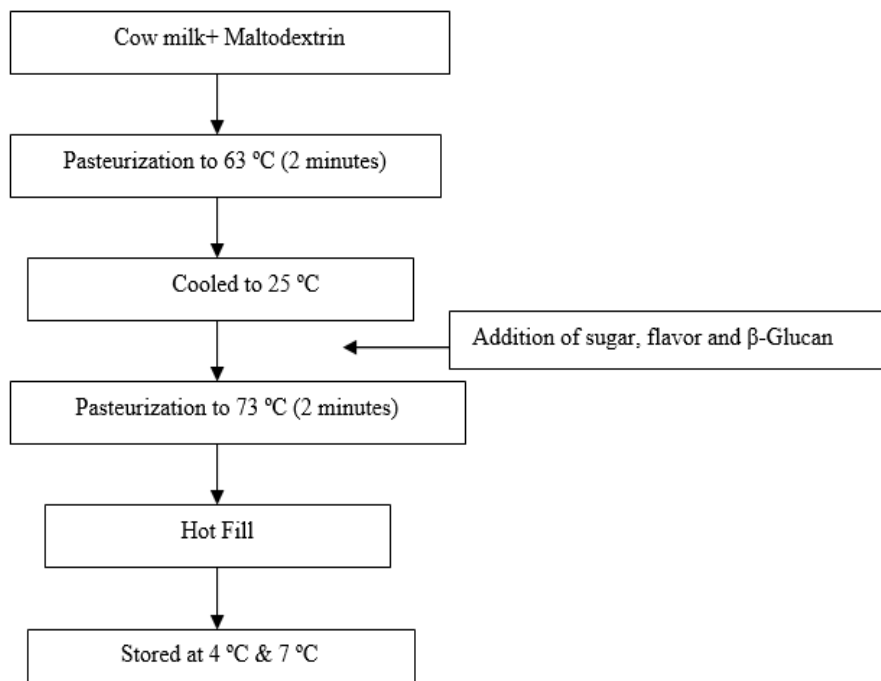 Cow milk+ Maltodextrin
Pasteurization to 63 ºC (2 minutes)
Cooled to 25 ºC
Addition of sugar, flavor and β-Glucan
Pasteurization to 73 ºC (2 minutes)
Hot Fill
Stored at 4 ºC & 7 ºC